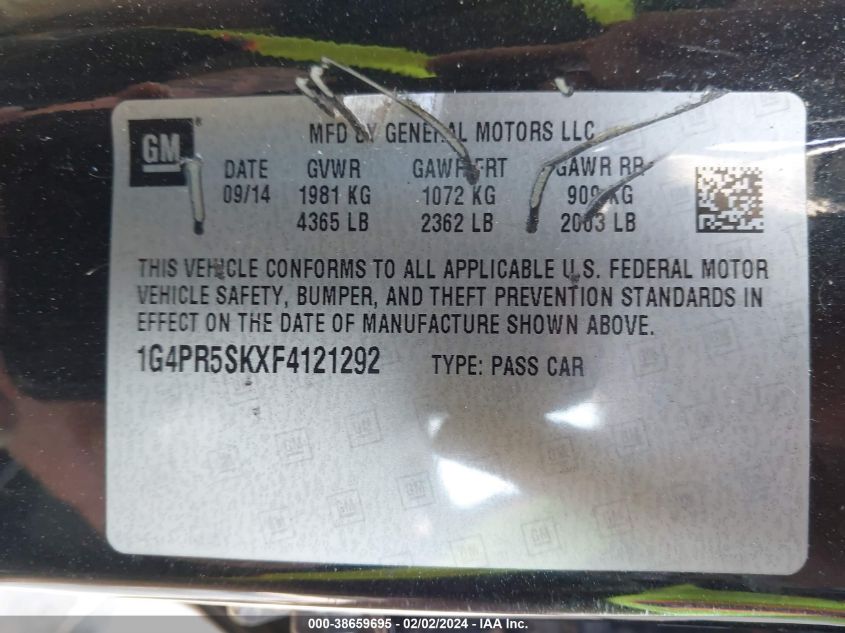 GM®
MFD BY GENERAL MOTORS LLC
DATE GVWR GAWR FRT GAWR RR
09/14 1981 KG 1072 KG 909 KG
4365 LB 2362 LB 2003 LB
THIS VEHICLE CONFORMS TO ALL APPLICABLE U.S. FEDERAL MOTOR
VEHICLE SAFETY, BUMPER, AND THEFT PREVENTION STANDARDS IN
EFFECT ON THE DATE OF MANUFACTURE SHOWN ABOVE.
1G4PR5SKXF4121292 TYPE: PASS CAR
000-38659695 - 02/02/2024 - © IAA Inc.